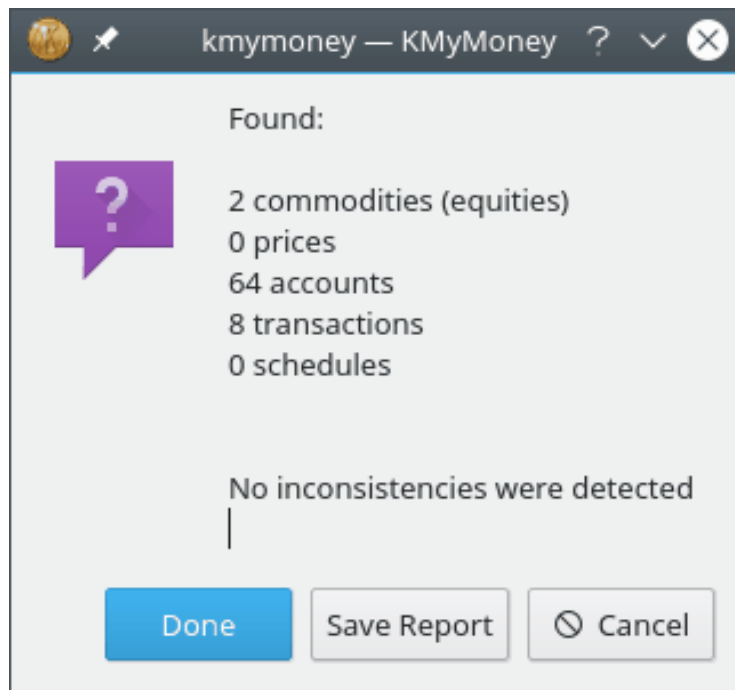 kmymoney — KMyMoney
Found:
2 commodities (equities)
0 prices
64 accounts
8 transactions
0 schedules
No inconsistencies were detected
Done
Save Report
Cancel